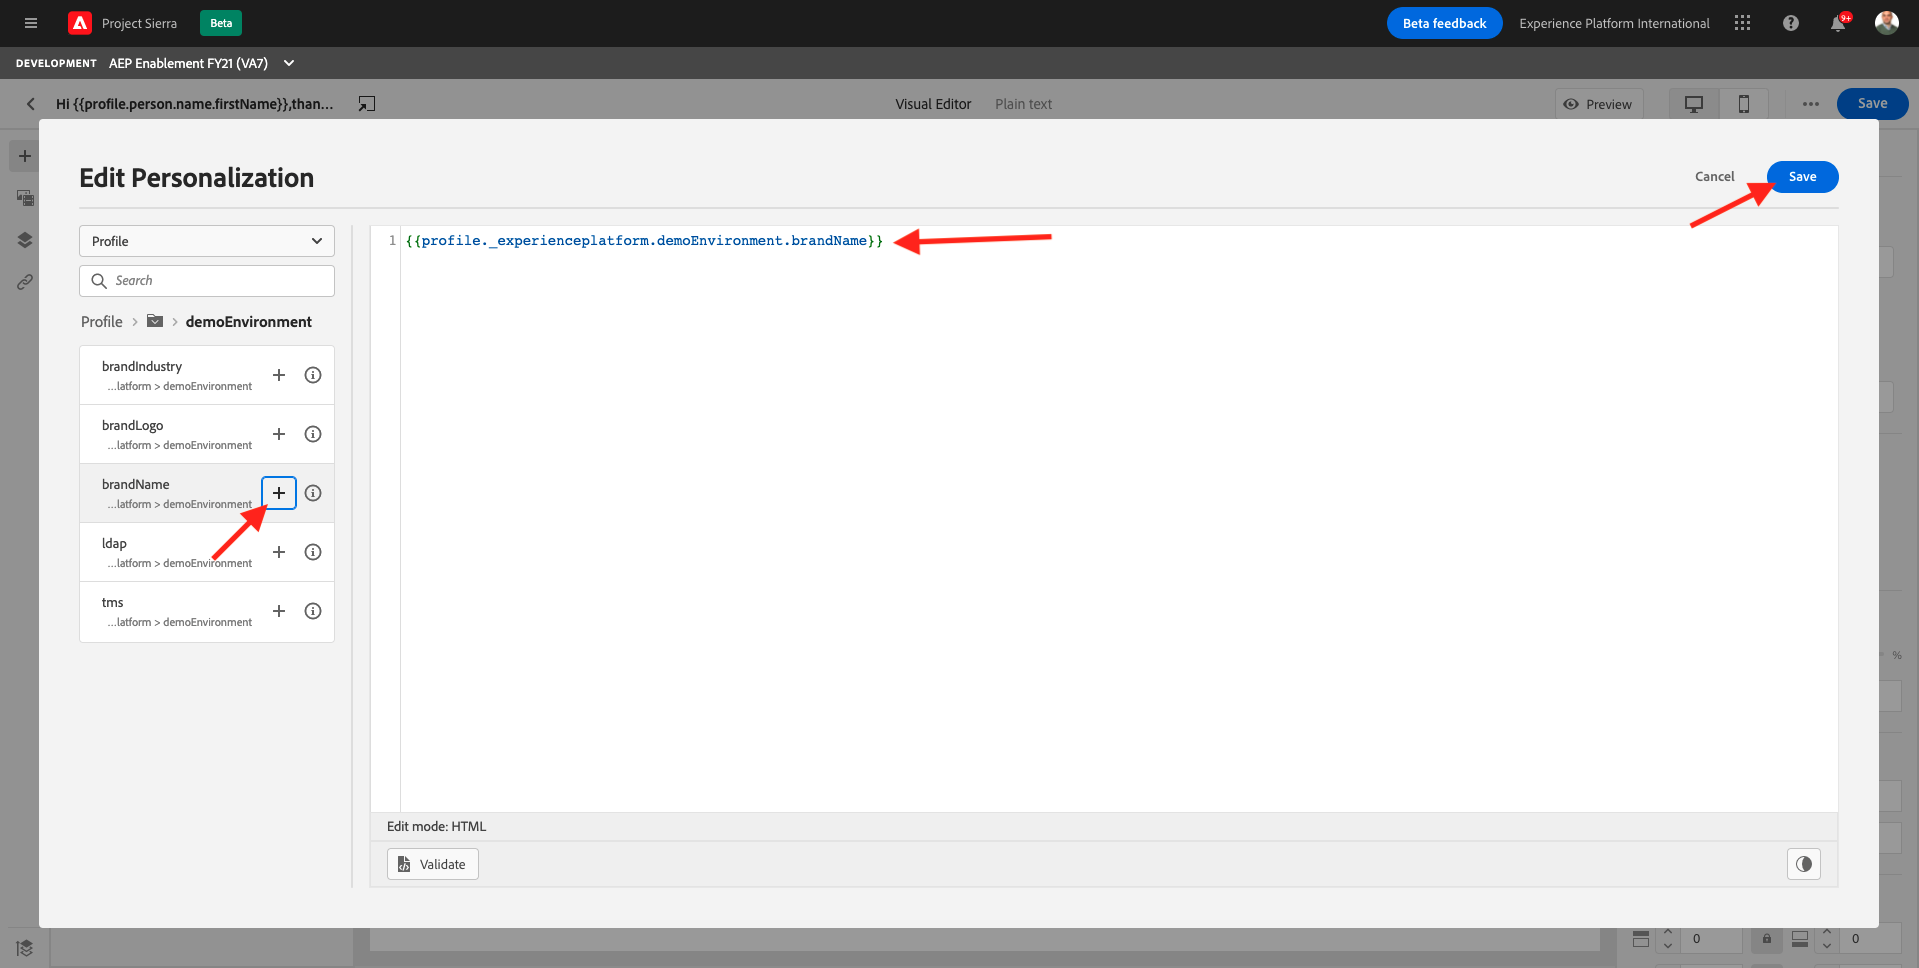 Project Sierra
Beta
Beta feedback
Experience Platform International
9+
DEVELOPMENT AEP Enablement FY21 (VA7)
Hi {{profile.person.name.firstName}},than...
Visual Editor
Plain text
Preview
Save
Edit Personalization
Cancel
Save
Profile
Search
Profile > > demoEnvironment
brandIndustry
...latform > demoEnvironment
brandLogo
...latform > demoEnvironment
brandName
...latform > demoEnvironment
ldap
...latform > demoEnvironment
tms
...latform > demoEnvironment
1 {{profile._experienceplatform.demoEnvironment.brandName}}
Edit mode: HTML
Validate
%
0
0